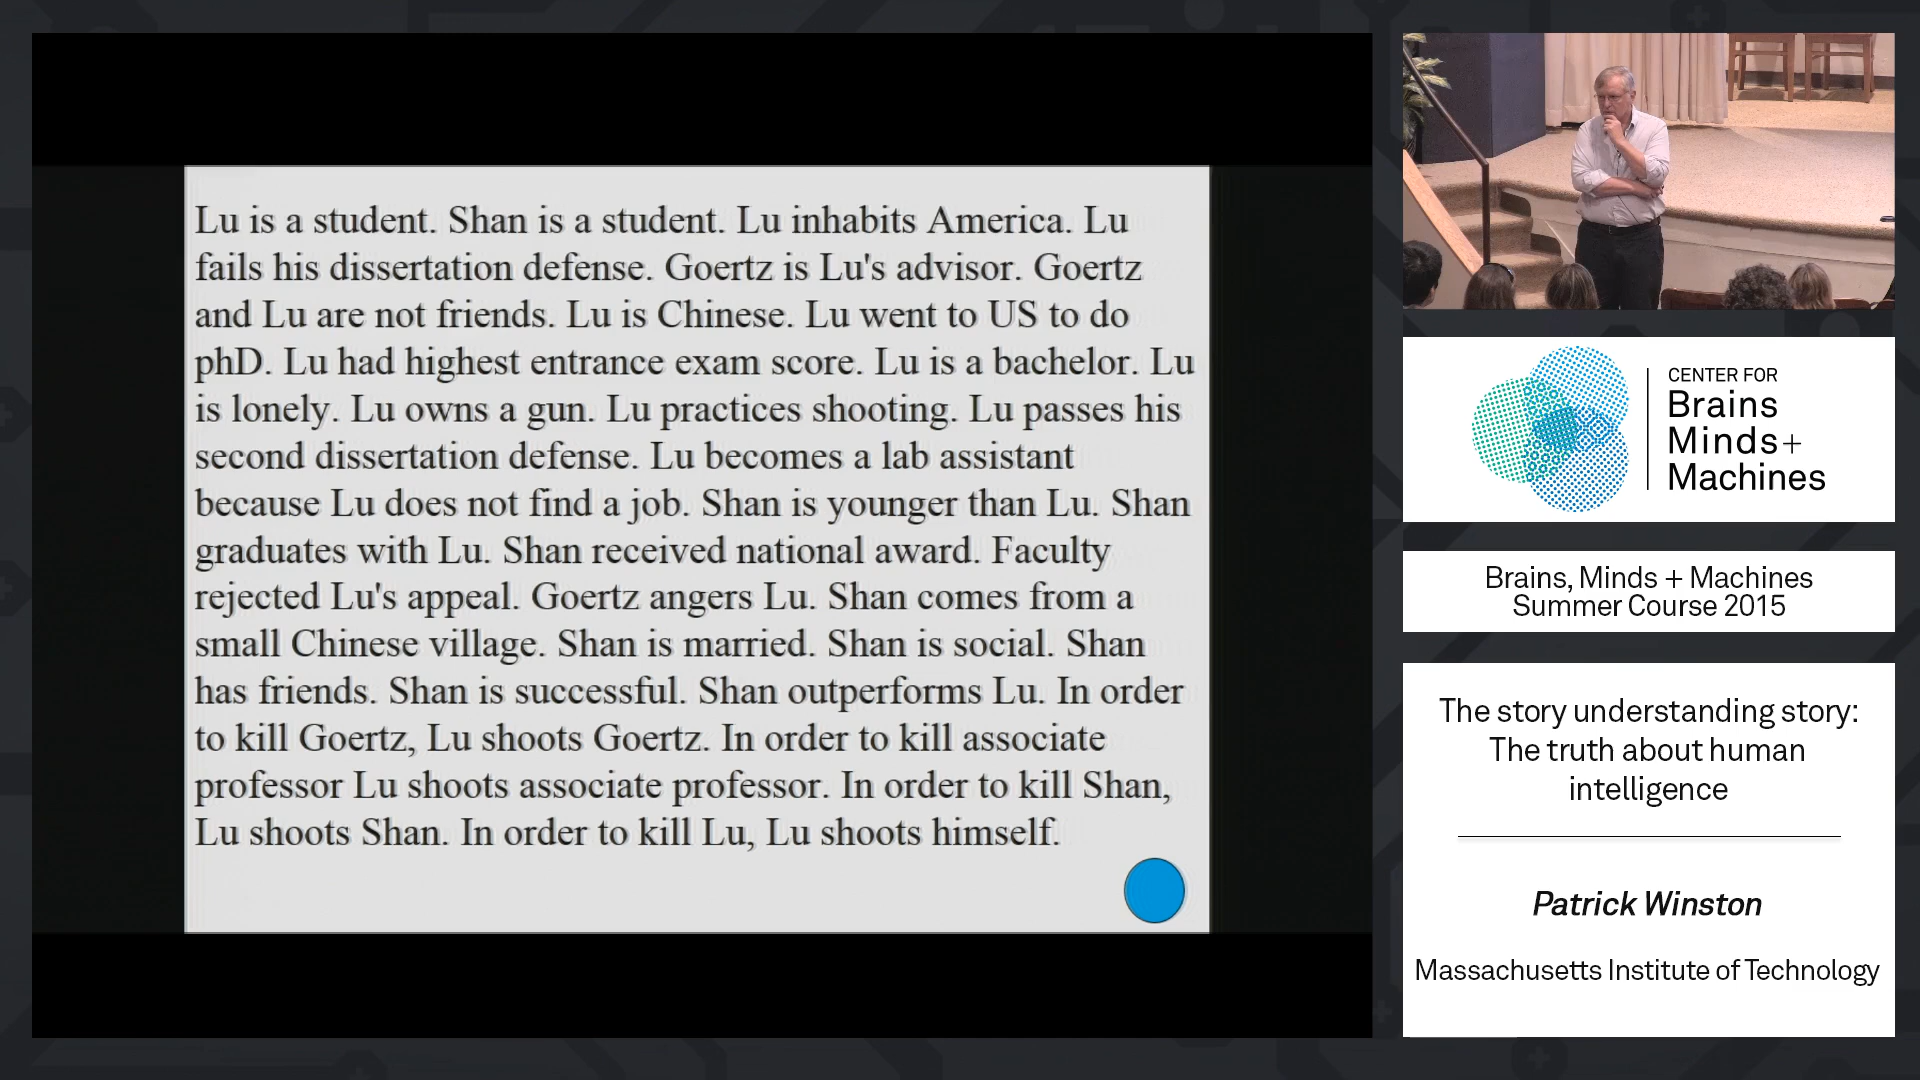 Lu is a student. Shan is a student. Lu inhabits America. Lu
fails his dissertation defense. Goertz is Lu's advisor. Goertz
and Lu are not friends. Lu is Chinese. Lu went to US to do
phD. Lu had highest entrance exam score. Lu is a bachelor. Lu
is lonely. Lu owns a gun. Lu practices shooting. Lu passes his
second dissertation defense. Lu becomes a lab assistant
because Lu does not find a job. Shan is younger than Lu. Shan
graduates with Lu. Shan received national award. Faculty
rejected Lu's appeal. Goertz angers Lu. Shan comes from a
small Chinese village. Shan is married. Shan is social. Shan
has friends. Shan is successful. Shan outperforms Lu. In order
to kill Goertz, Lu shoots Goertz. In order to kill associate
professor Lu shoots associate professor. In order to kill Shan,
Lu shoots Shan. In order to kill Lu, Lu shoots himself.
CENTER FOR
Brains
Minds+
Machines
Brains, Minds + Machines
Summer Course 2015
The story understanding story:
The truth about human
intelligence
Patrick Winston
Massachusetts Institute of Technology